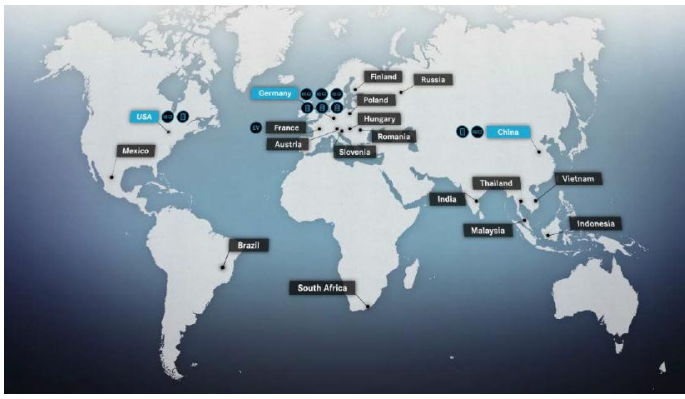 Finland
Russia
Germany
Poland
USA
Hungary
EV
France
China
Romania
Austria
Mexico
Slovenia
Thailand
Vietnam
India
Malaysia
Indonesia
Brazil
South Africa